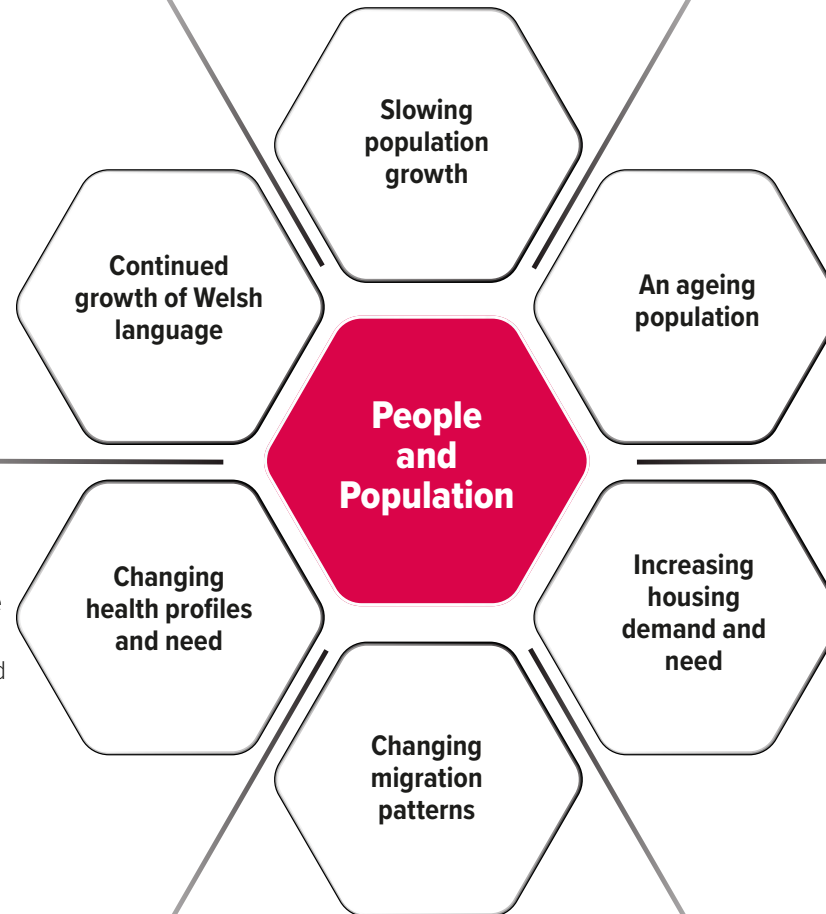 Slowing
population
growth
Continued
growth of Welsh
language
An ageing
population
People
and
Population
Changing
health profiles
and need
Increasing
housing
demand and
need
Changing
migration
patterns